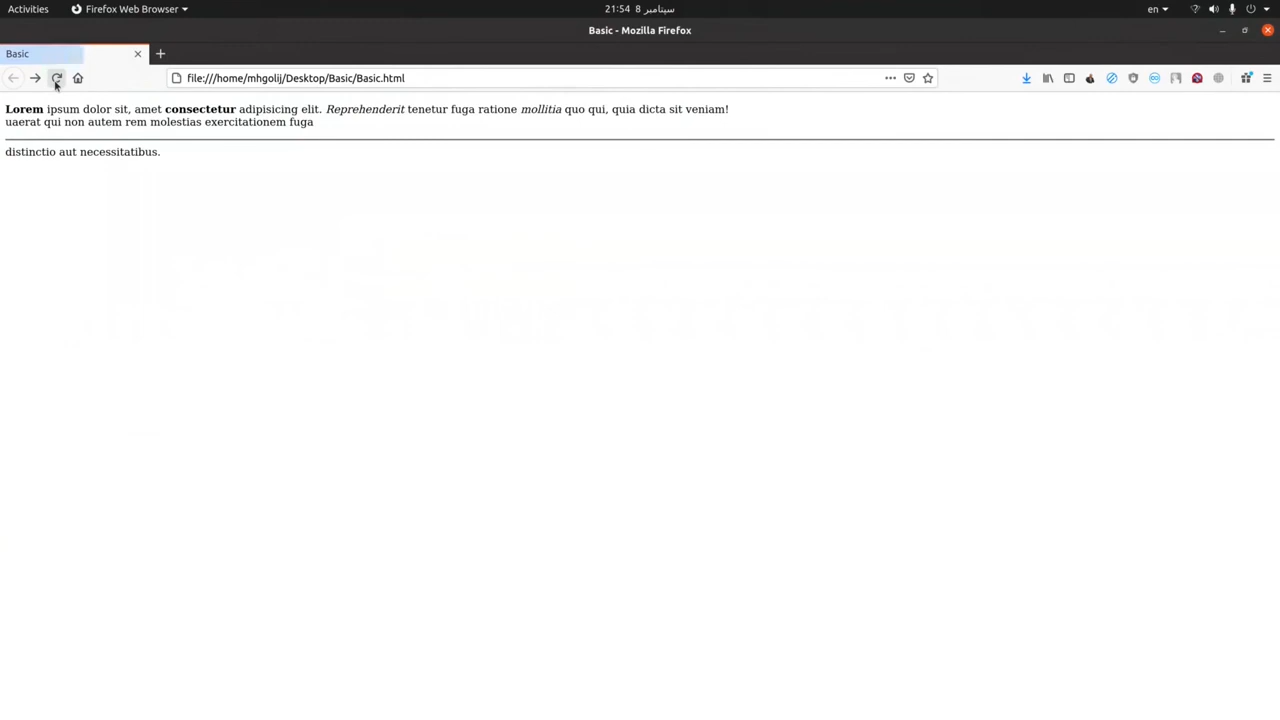 Activities Firefox Web Browser 21:54 8 سپتامبر en
Basic - Mozilla Firefox
Basic
file:///home/mhgolij/Desktop/Basic/Basic.html
Lorem ipsum dolor sit, amet consectetur adipisicing elit. Reprehenderit tenetur fuga ratione mollitia quo qui, quia dicta sit veniam!
uaerat qui non autem rem molestias exercitationem fuga
distinctio aut necessitatibus.